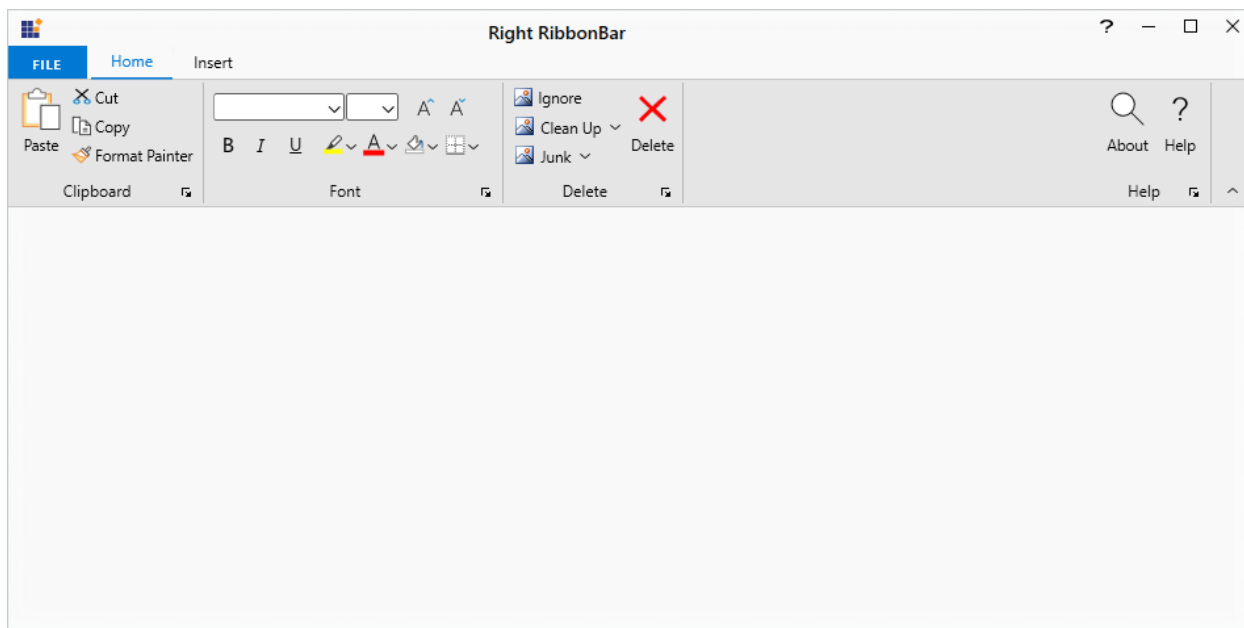 Right RibbonBar
?
FILE Home Insert
Paste
Cut
Copy
Format Painter
Clipboard
A A
B I U A
Font
Ignore
Clean Up
Junk
Delete
Delete
About
?
Help
Help